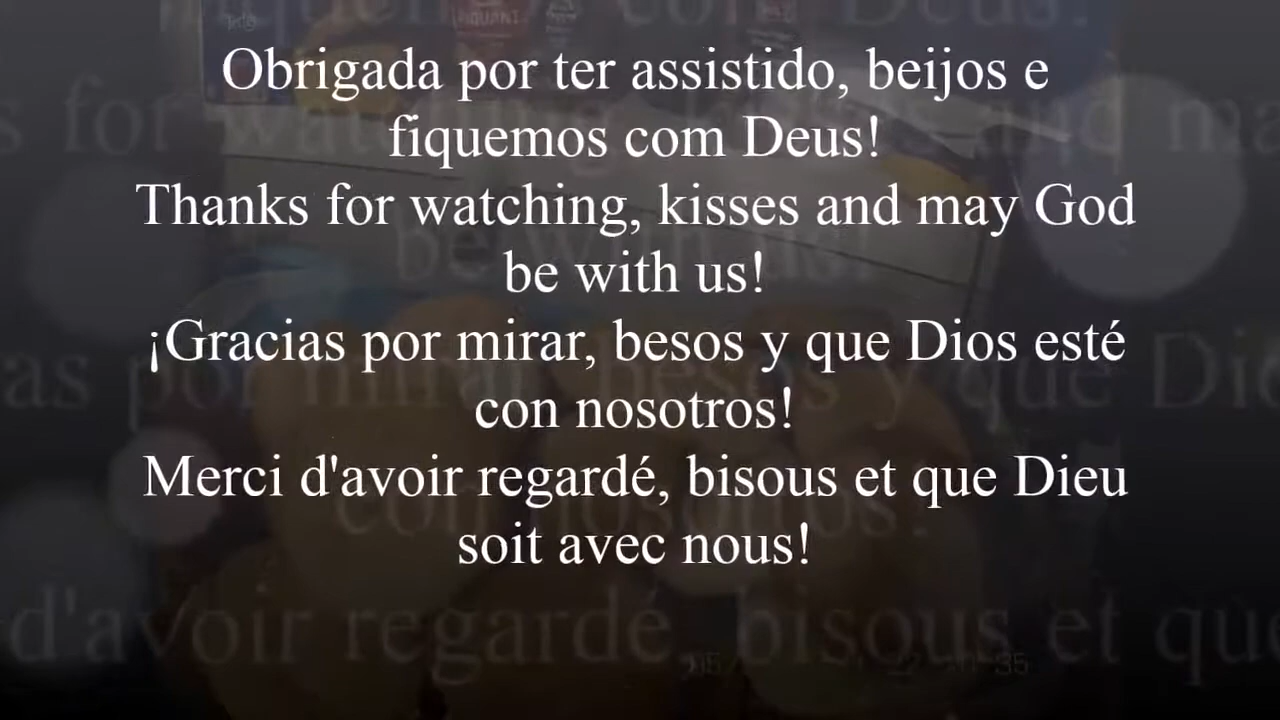 Obrigada por ter assistido, beijos e
fiquemos com Deus!
Thanks for watching, kisses and may God
be with us!
¡Gracias por mirar, besos y que Dios esté
con nosotros!
Merci d'avoir regardé, bisous et que Dieu
soit avec nous!